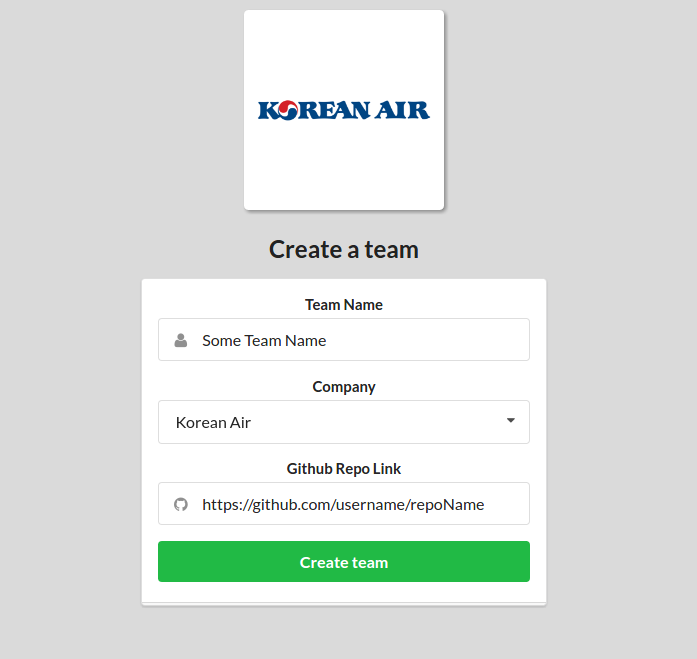 KOREAN AIR
Create a team
Team Name
Some Team Name
Company
Korean Air
Github Repo Link
https://github.com/username/repoName
Create team